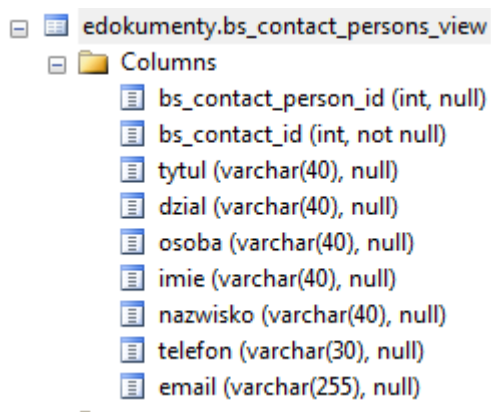 edokumenty.bs_contact_persons_view
Columns
bs_contact_person_id (int, null)
bs_contact_id (int, not null)
tytul (varchar(40), null)
dzial (varchar(40), null)
osoba (varchar(40), null)
imie (varchar(40), null)
nazwisko (varchar(40), null)
telefon (varchar(30), null)
email (varchar(255), null)